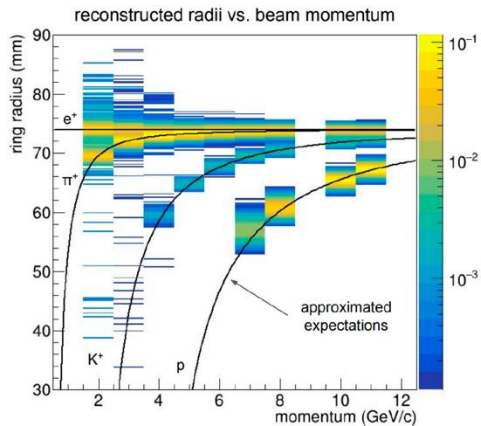 reconstructed radii vs. beam momentum
ring radius (mm)
90
80
70
60
50
40
30
e⁺
π⁺
K⁺
p
approximated
expectations
2 4 6 8 10 12
momentum (GeV/c)
10⁻¹
10⁻²
10⁻³